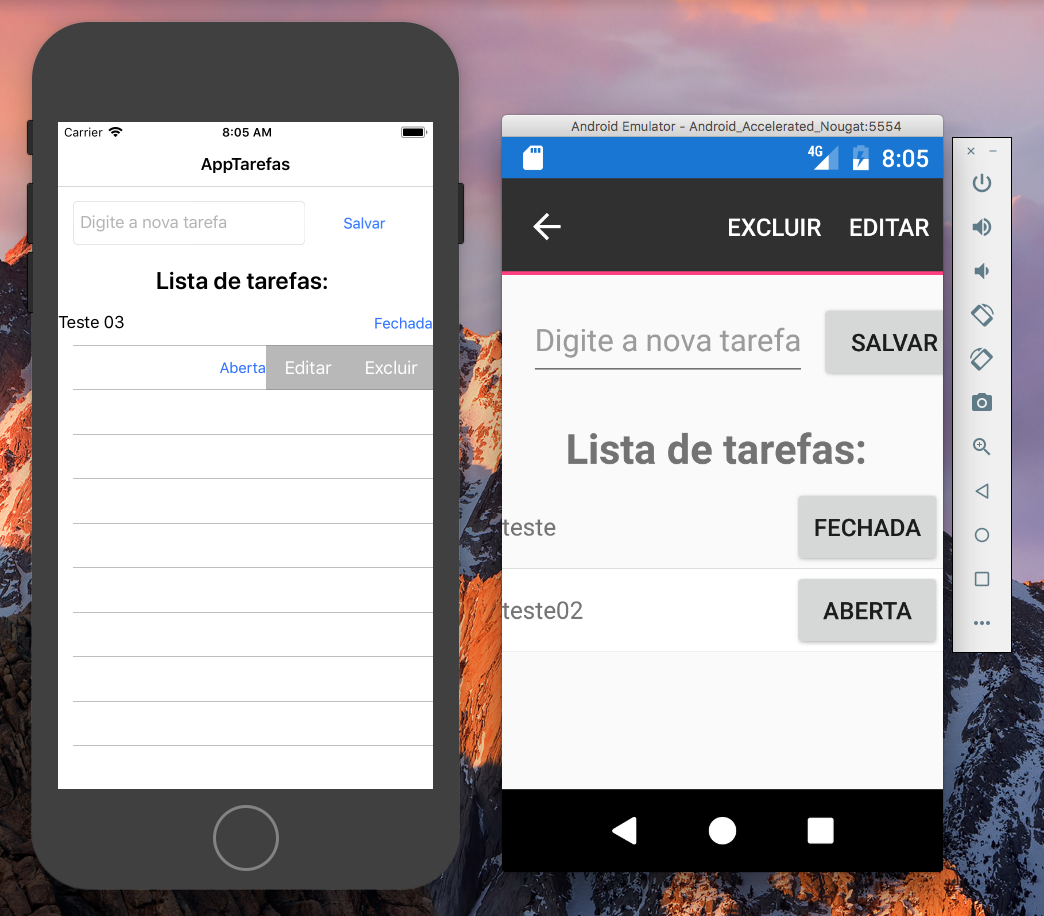 Carrier 8:05 AM
AppTarefas
Digite a nova tarefa Salvar
Lista de tarefas:
Teste 03 Fechada
Aberta Editar Excluir
Android Emulator - Android_Accelerated_Nougat:5554
4G 8:05
EXCLUIR EDITAR
Digite a nova tarefa SALVAR
Lista de tarefas:
teste FECHADA
teste02 ABERTA